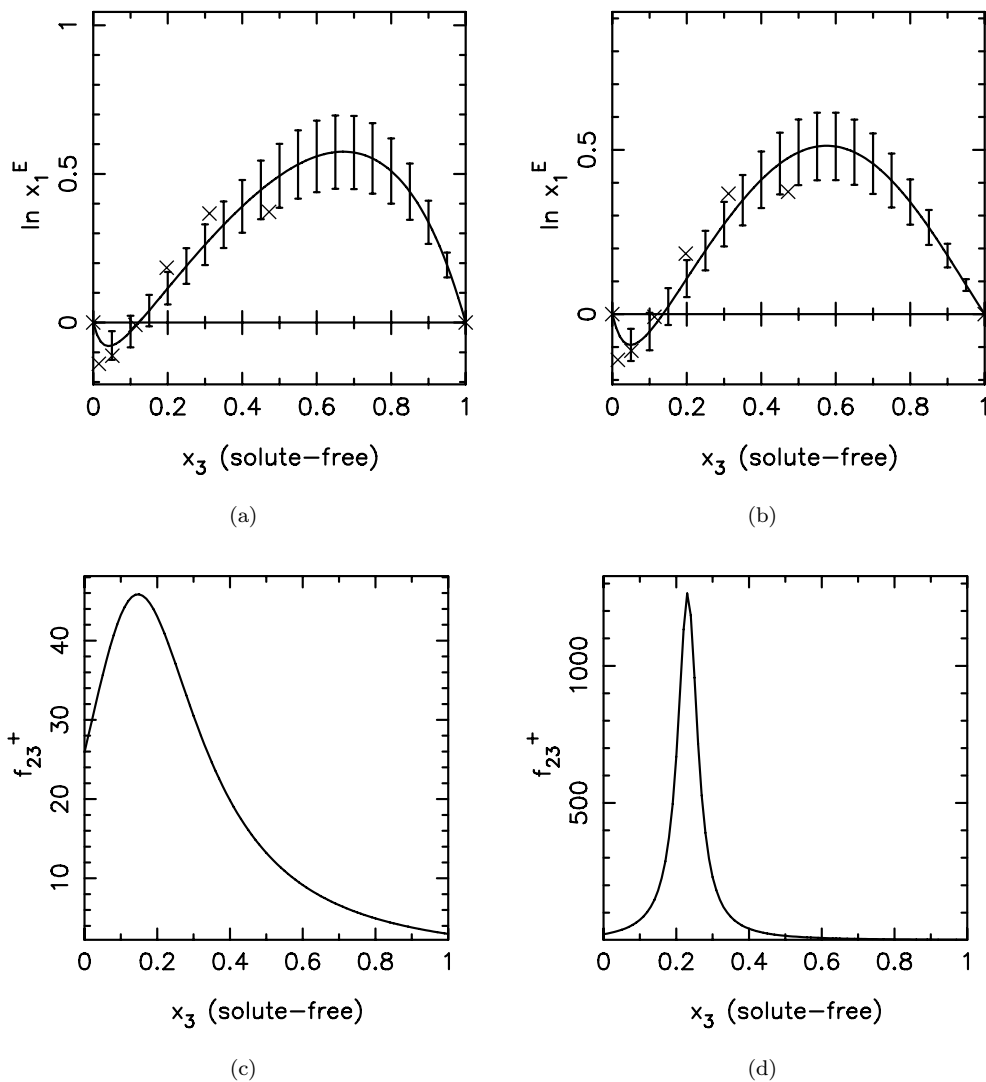 ln x₁ᴱ
1
0.5
0
0 0.2 0.4 0.6 0.8 1
x₃ (solute−free)
(a)
ln x₁ᴱ
0.5
0
0 0.2 0.4 0.6 0.8 1
x₃ (solute−free)
(b)
f₂₃⁺
40
30
20
10
0 0.2 0.4 0.6 0.8 1
x₃ (solute−free)
(c)
f₂₃⁺
1000
500
0 0.2 0.4 0.6 0.8 1
x₃ (solute−free)
(d)